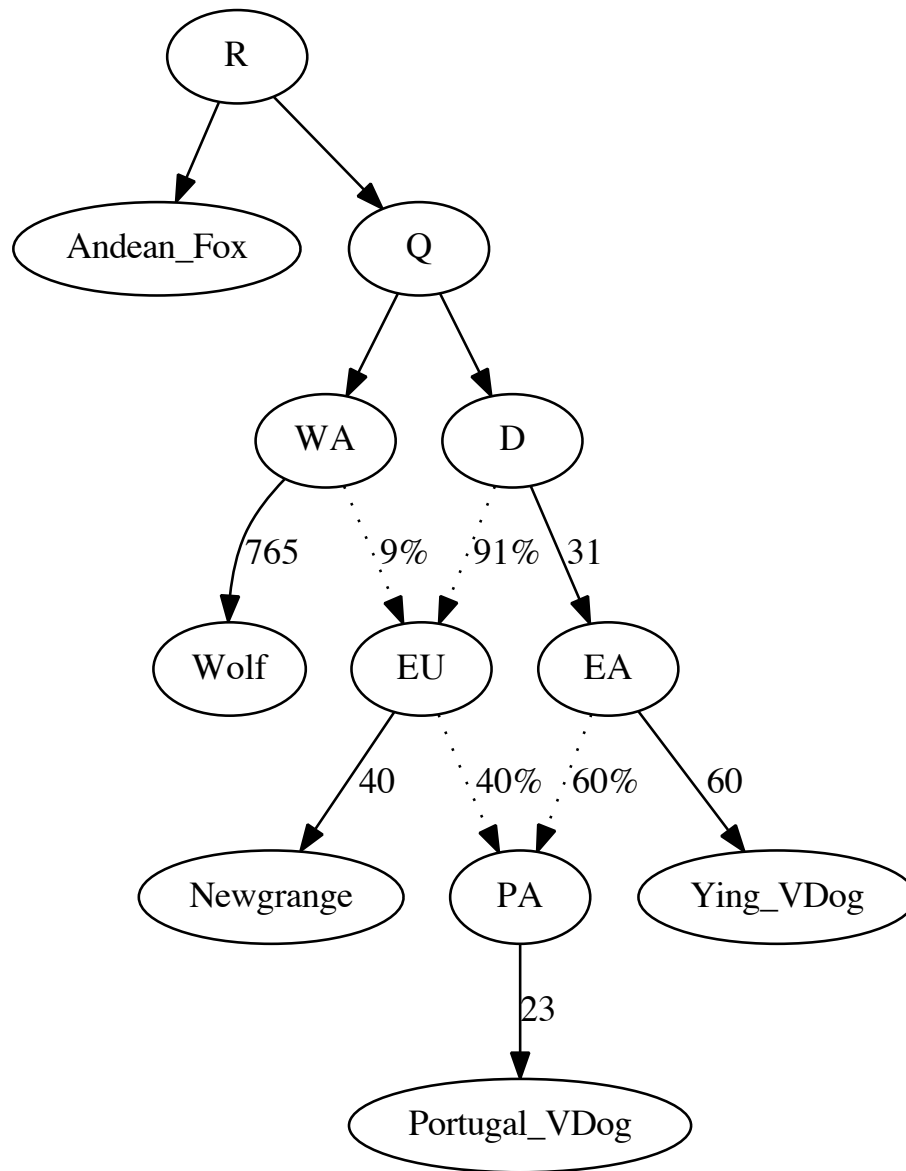 R
Andean_Fox
Q
WA
D
765
9%
91%
31
Wolf
EU
EA
40
40%
60%
60
Newgrange
PA
Ying_VDog
23
Portugal_VDog